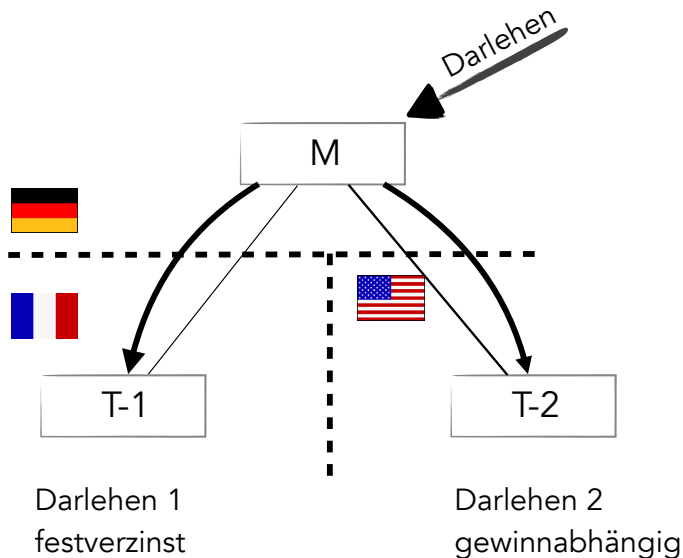 Darlehen
M
T-1
T-2
Darlehen 1
festverzinst
Darlehen 2
gewinnabhängig